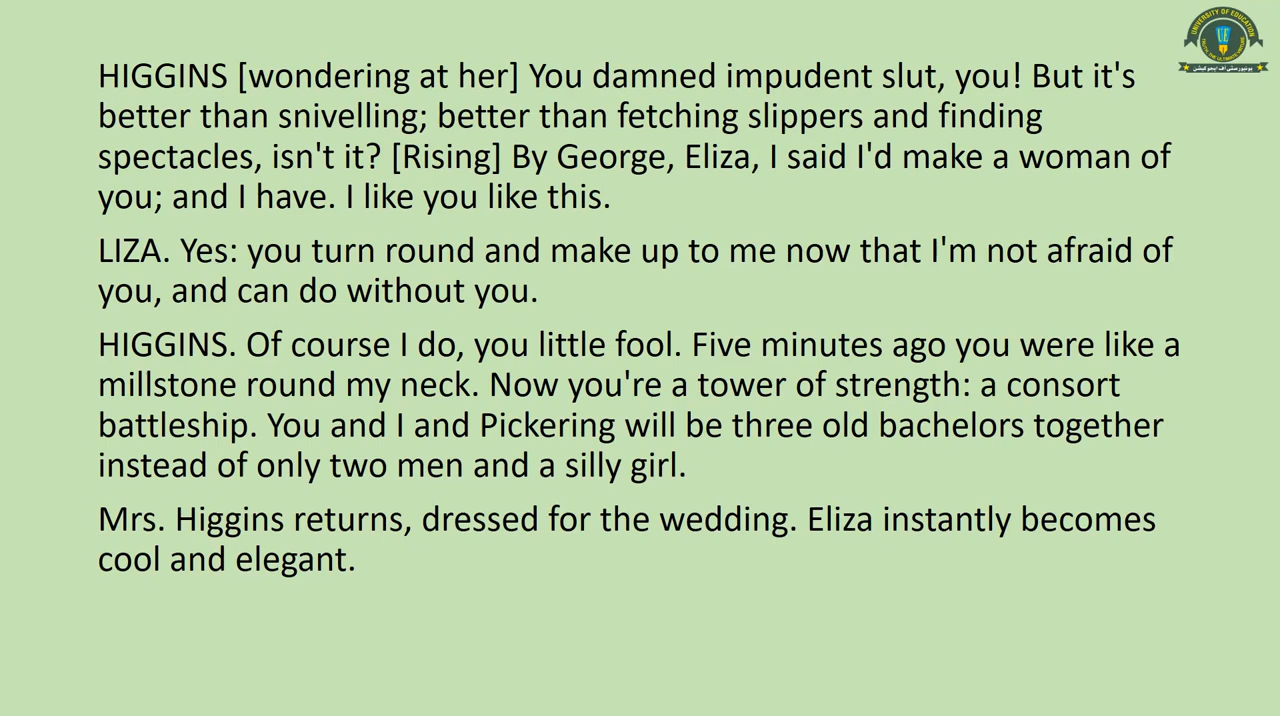 UNIVERSITY OF EDUCATION
UE
HIGGINS [wondering at her] You damned impudent slut, you! But it's
better than snivelling; better than fetching slippers and finding
spectacles, isn't it? [Rising] By George, Eliza, I said I'd make a woman of
you; and I have. I like you like this.
LIZA. Yes: you turn round and make up to me now that I'm not afraid of
you, and can do without you.
HIGGINS. Of course I do, you little fool. Five minutes ago you were like a
millstone round my neck. Now you're a tower of strength: a consort
battleship. You and I and Pickering will be three old bachelors together
instead of only two men and a silly girl.
Mrs. Higgins returns, dressed for the wedding. Eliza instantly becomes
cool and elegant.